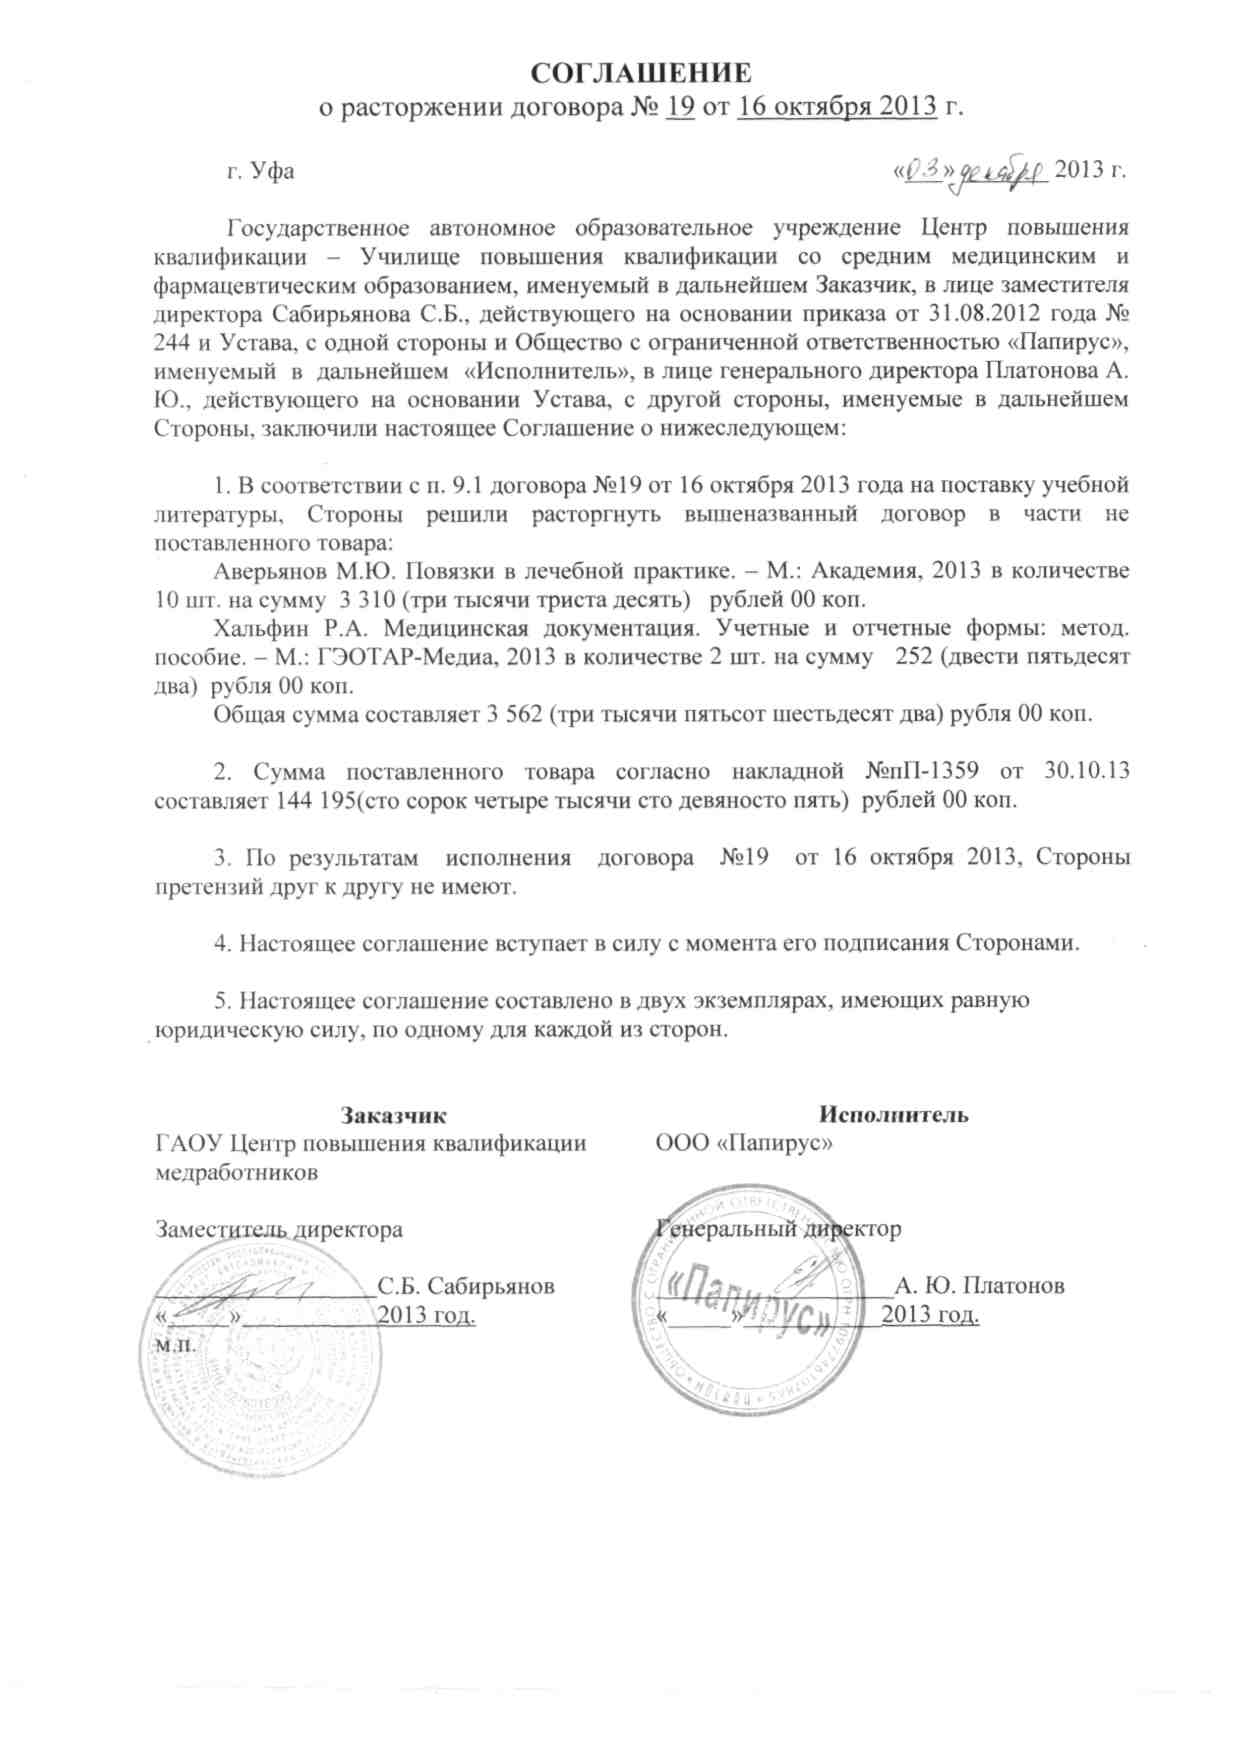 СОГЛАШЕНИЕ
о расторжении договора № 19 от 16 октября 2013 г.
г. Уфа «03» декабря 2013 г.
Государственное автономное образовательное учреждение Центр повышения
квалификации – Училище повышения квалификации со средним медицинским и
фармацевтическим образованием, именуемый в дальнейшем Заказчик, в лице заместителя
директора Сабирьянова С.Б., действующего на основании приказа от 31.08.2012 года №
244 и Устава, с одной стороны и Общество с ограниченной ответственностью «Папирус»,
именуемый в дальнейшем «Исполнитель», в лице генерального директора Платонова А.
Ю., действующего на основании Устава, с другой стороны, именуемые в дальнейшем
Стороны, заключили настоящее Соглашение о нижеследующем:
1. В соответствии с п. 9.1 договора №19 от 16 октября 2013 года на поставку учебной
литературы, Стороны решили расторгнуть вышеназванный договор в части не
поставленного товара:
Аверьянов М.Ю. Повязки в лечебной практике. – М.: Академия, 2013 в количестве
10 шт. на сумму 3 310 (три тысячи триста десять) рублей 00 коп.
Хальфин Р.А. Медицинская документация. Учетные и отчетные формы: метод.
пособие. – М.: ГЭОТАР-Медиа, 2013 в количестве 2 шт. на сумму 252 (двести пятьдесят
два) рубля 00 коп.
Общая сумма составляет 3 562 (три тысячи пятьсот шестьдесят два) рубля 00 коп.
2. Сумма поставленного товара согласно накладной №пП-1359 от 30.10.13
составляет 144 195(сто сорок четыре тысячи сто девяносто пять) рублей 00 коп.
3. По результатам исполнения договора №19 от 16 октября 2013, Стороны
претензий друг к другу не имеют.
4. Настоящее соглашение вступает в силу с момента его подписания Сторонами.
5. Настоящее соглашение составлено в двух экземплярах, имеющих равную
юридическую силу, по одному для каждой из сторон.
Заказчик
ГАОУ Центр повышения квалификации
медработников
Заместитель директора
_________________С.Б. Сабирьянов
«_____»___________2013 год.
м.п.
Исполнитель
ООО «Папирус»
Генеральный директор
__________________А. Ю. Платонов
«_____»___________2013 год.
«Папирус»